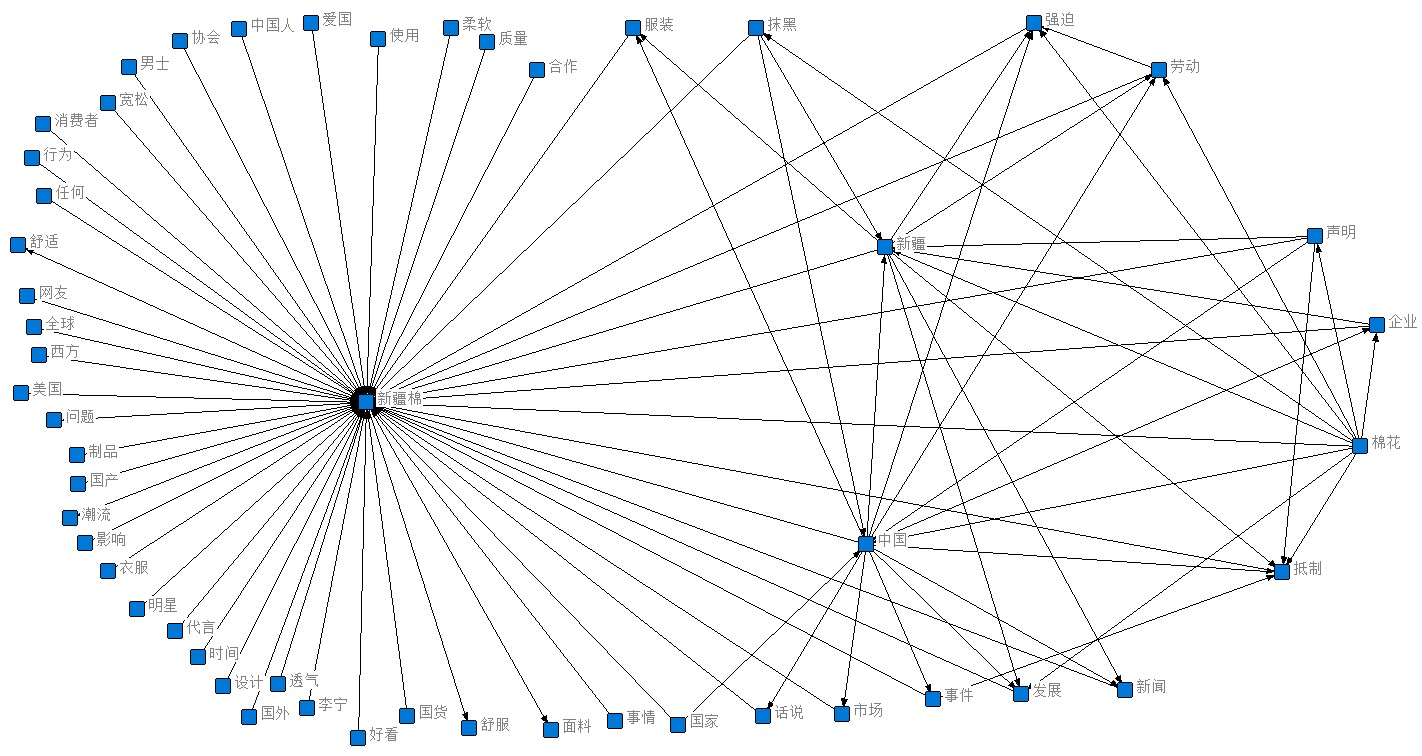 强迫
爱国
中国人
服装
抹黑
柔软
使用
协会
质量
男士
合作
劳动
宽松
消费者
行为
任何
声明
舒适
新疆
网友
企业
全球
西方
美国
新疆棉
问题
棉花
制品
国产
潮流
影响
中国
衣服
抵制
明星
代言
时间
设计
透气
新闻
发展
事件
李宁
国外
国货
话说
市场
事情
国家
舒服
面料
好看